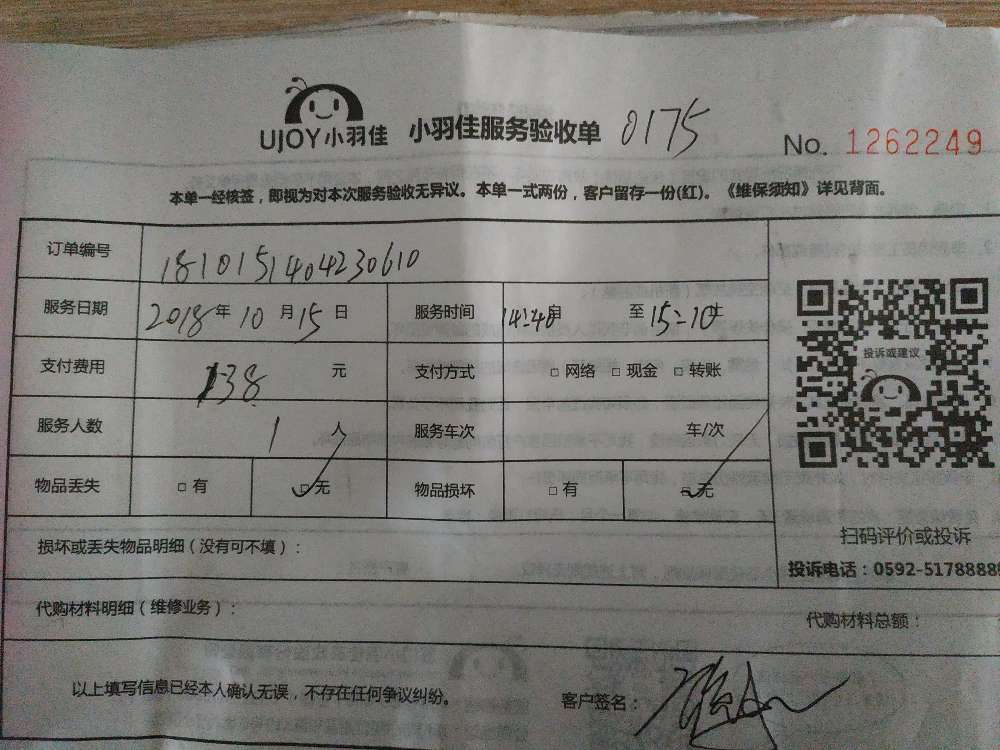 UJOY小羽佳 小羽佳服务验收单 0175 No. 1262249
本单一经核签，即视为对本次服务验收无异议。本单一式两份，客户留存一份(红)。《维保须知》详见背面。
订单编号 1810151404230610
服务日期 2018年10月15日 服务时间 14:40 至 15:10
支付费用 138 元 支付方式 □网络 □现金 □转账
投诉或建议
服务人数 1 人 服务车次 车/次
物品丢失 □有 □无 物品损坏 □有 □无
扫码评价或投诉
损坏或丢失物品明细（没有可不填）：
投诉电话：0592-5178888
代购材料明细（维修业务）： 代购材料总额：
以上填写信息已经本人确认无误，不存在任何争议纠纷。 客户签名：